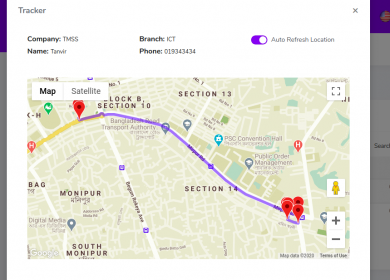 Tracker
×
Company: TMSS
Branch: ICT
Auto Refresh Location
Name: Tanvir
Phone: 019343434
Map
Satellite
SECTION 13
BLOCK B,
SECTION 10
K-H
Bangladesh Road
Transport Authority
PSC Convention Hall
Public Order
Management
SECTION 14
BAG
MONIPUR
মনিপুর
Begum Rokeya Ave
Digital Media
SOUTH
MONIPUR
Google
Map data ©2020
Terms of Use
Searc